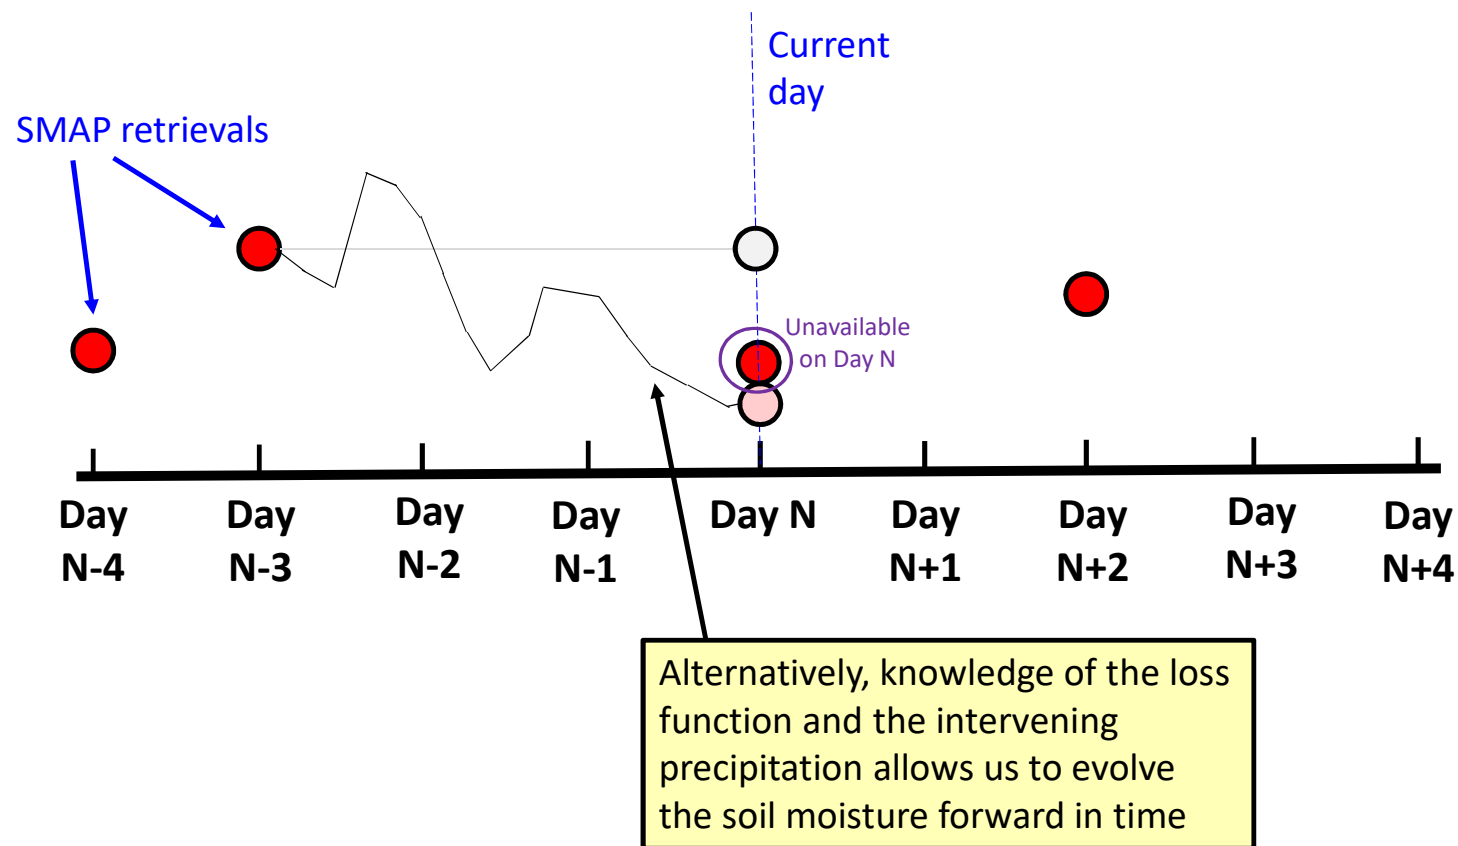 Current
day
SMAP retrievals
Unavailable
on Day N
Day
N-4
Day
N-3
Day
N-2
Day
N-1
Day N
Day
N+1
Day
N+2
Day
N+3
Day
N+4
Alternatively, knowledge of the loss
function and the intervening
precipitation allows us to evolve
the soil moisture forward in time